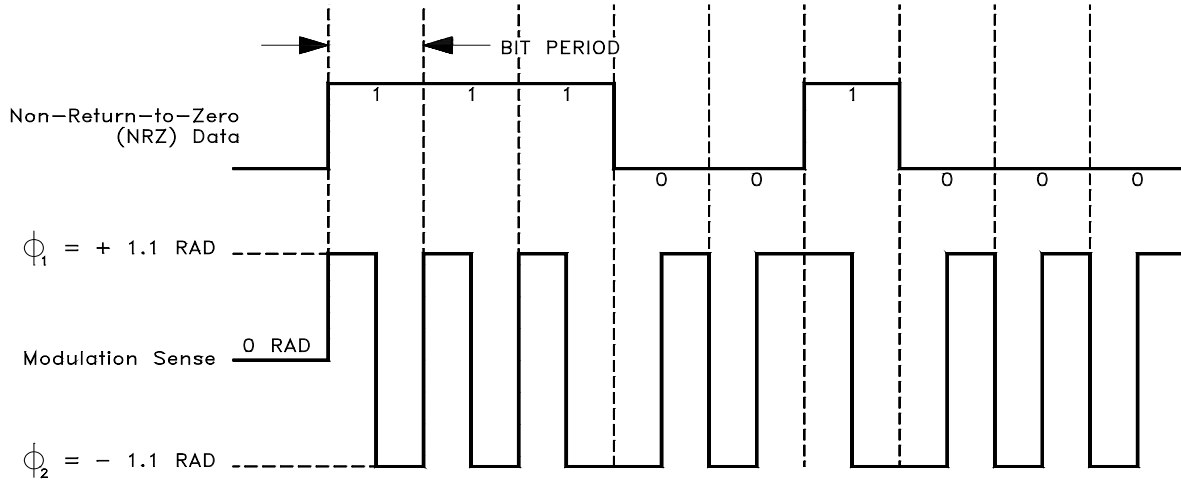 BIT PERIOD
1 1 1 1
Non-Return-to-Zero
(NRZ) Data
0 0 0 0 0
ϕ1 = + 1.1 RAD
0 RAD
Modulation Sense
ϕ2 = - 1.1 RAD